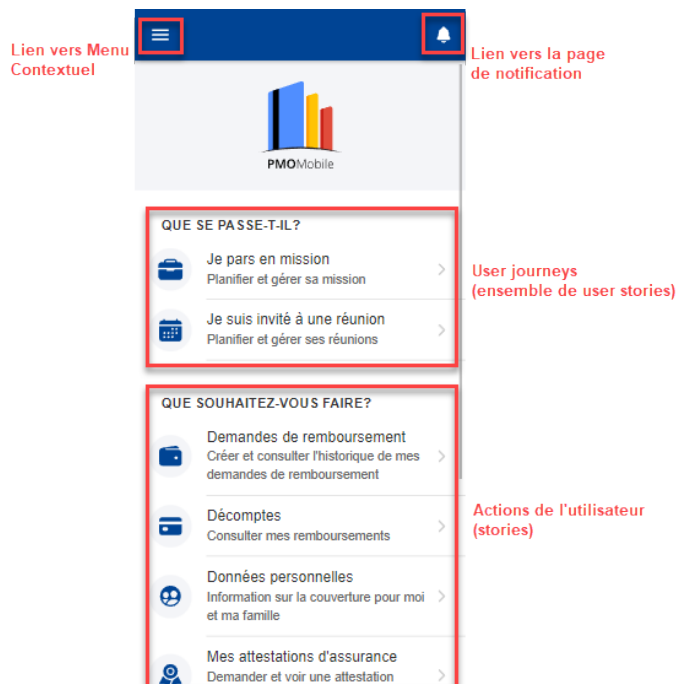 Lien vers Menu
Contextuel
Lien vers la page
de notification
PMOMobile
QUE SE PASSE-T-IL?
Je pars en mission
Planifier et gérer sa mission
Je suis invité à une réunion
Planifier et gérer ses réunions
User journeys
(ensemble de user stories)
QUE SOUHAITEZ-VOUS FAIRE?
Demandes de remboursement
Créer et consulter l'historique de mes
demandes de remboursement
Décomptes
Consulter mes remboursements
Actions de l'utilisateur
(stories)
Données personnelles
Information sur la couverture pour moi
et ma famille
Mes attestations d'assurance
Demander et voir une attestation